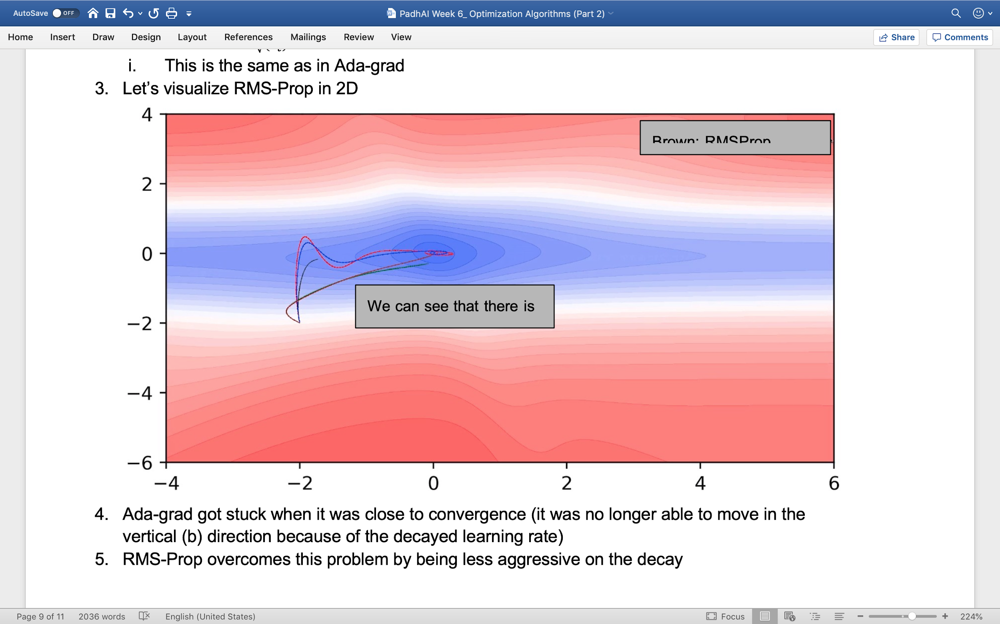 AutoSave OFF
PadhAI Week 6_ Optimization Algorithms (Part 2)
Home Insert Draw Design Layout References Mailings Review View Share Comments
i. This is the same as in Ada-grad
3. Let’s visualize RMS-Prop in 2D
4
Brown: RMSProp
2
0
We can see that there is
−2
−4
−6
−4 −2 0 2 4 6
4. Ada-grad got stuck when it was close to convergence (it was no longer able to move in the
vertical (b) direction because of the decayed learning rate)
5. RMS-Prop overcomes this problem by being less aggressive on the decay
Page 9 of 11 2036 words English (United States) Focus 224%